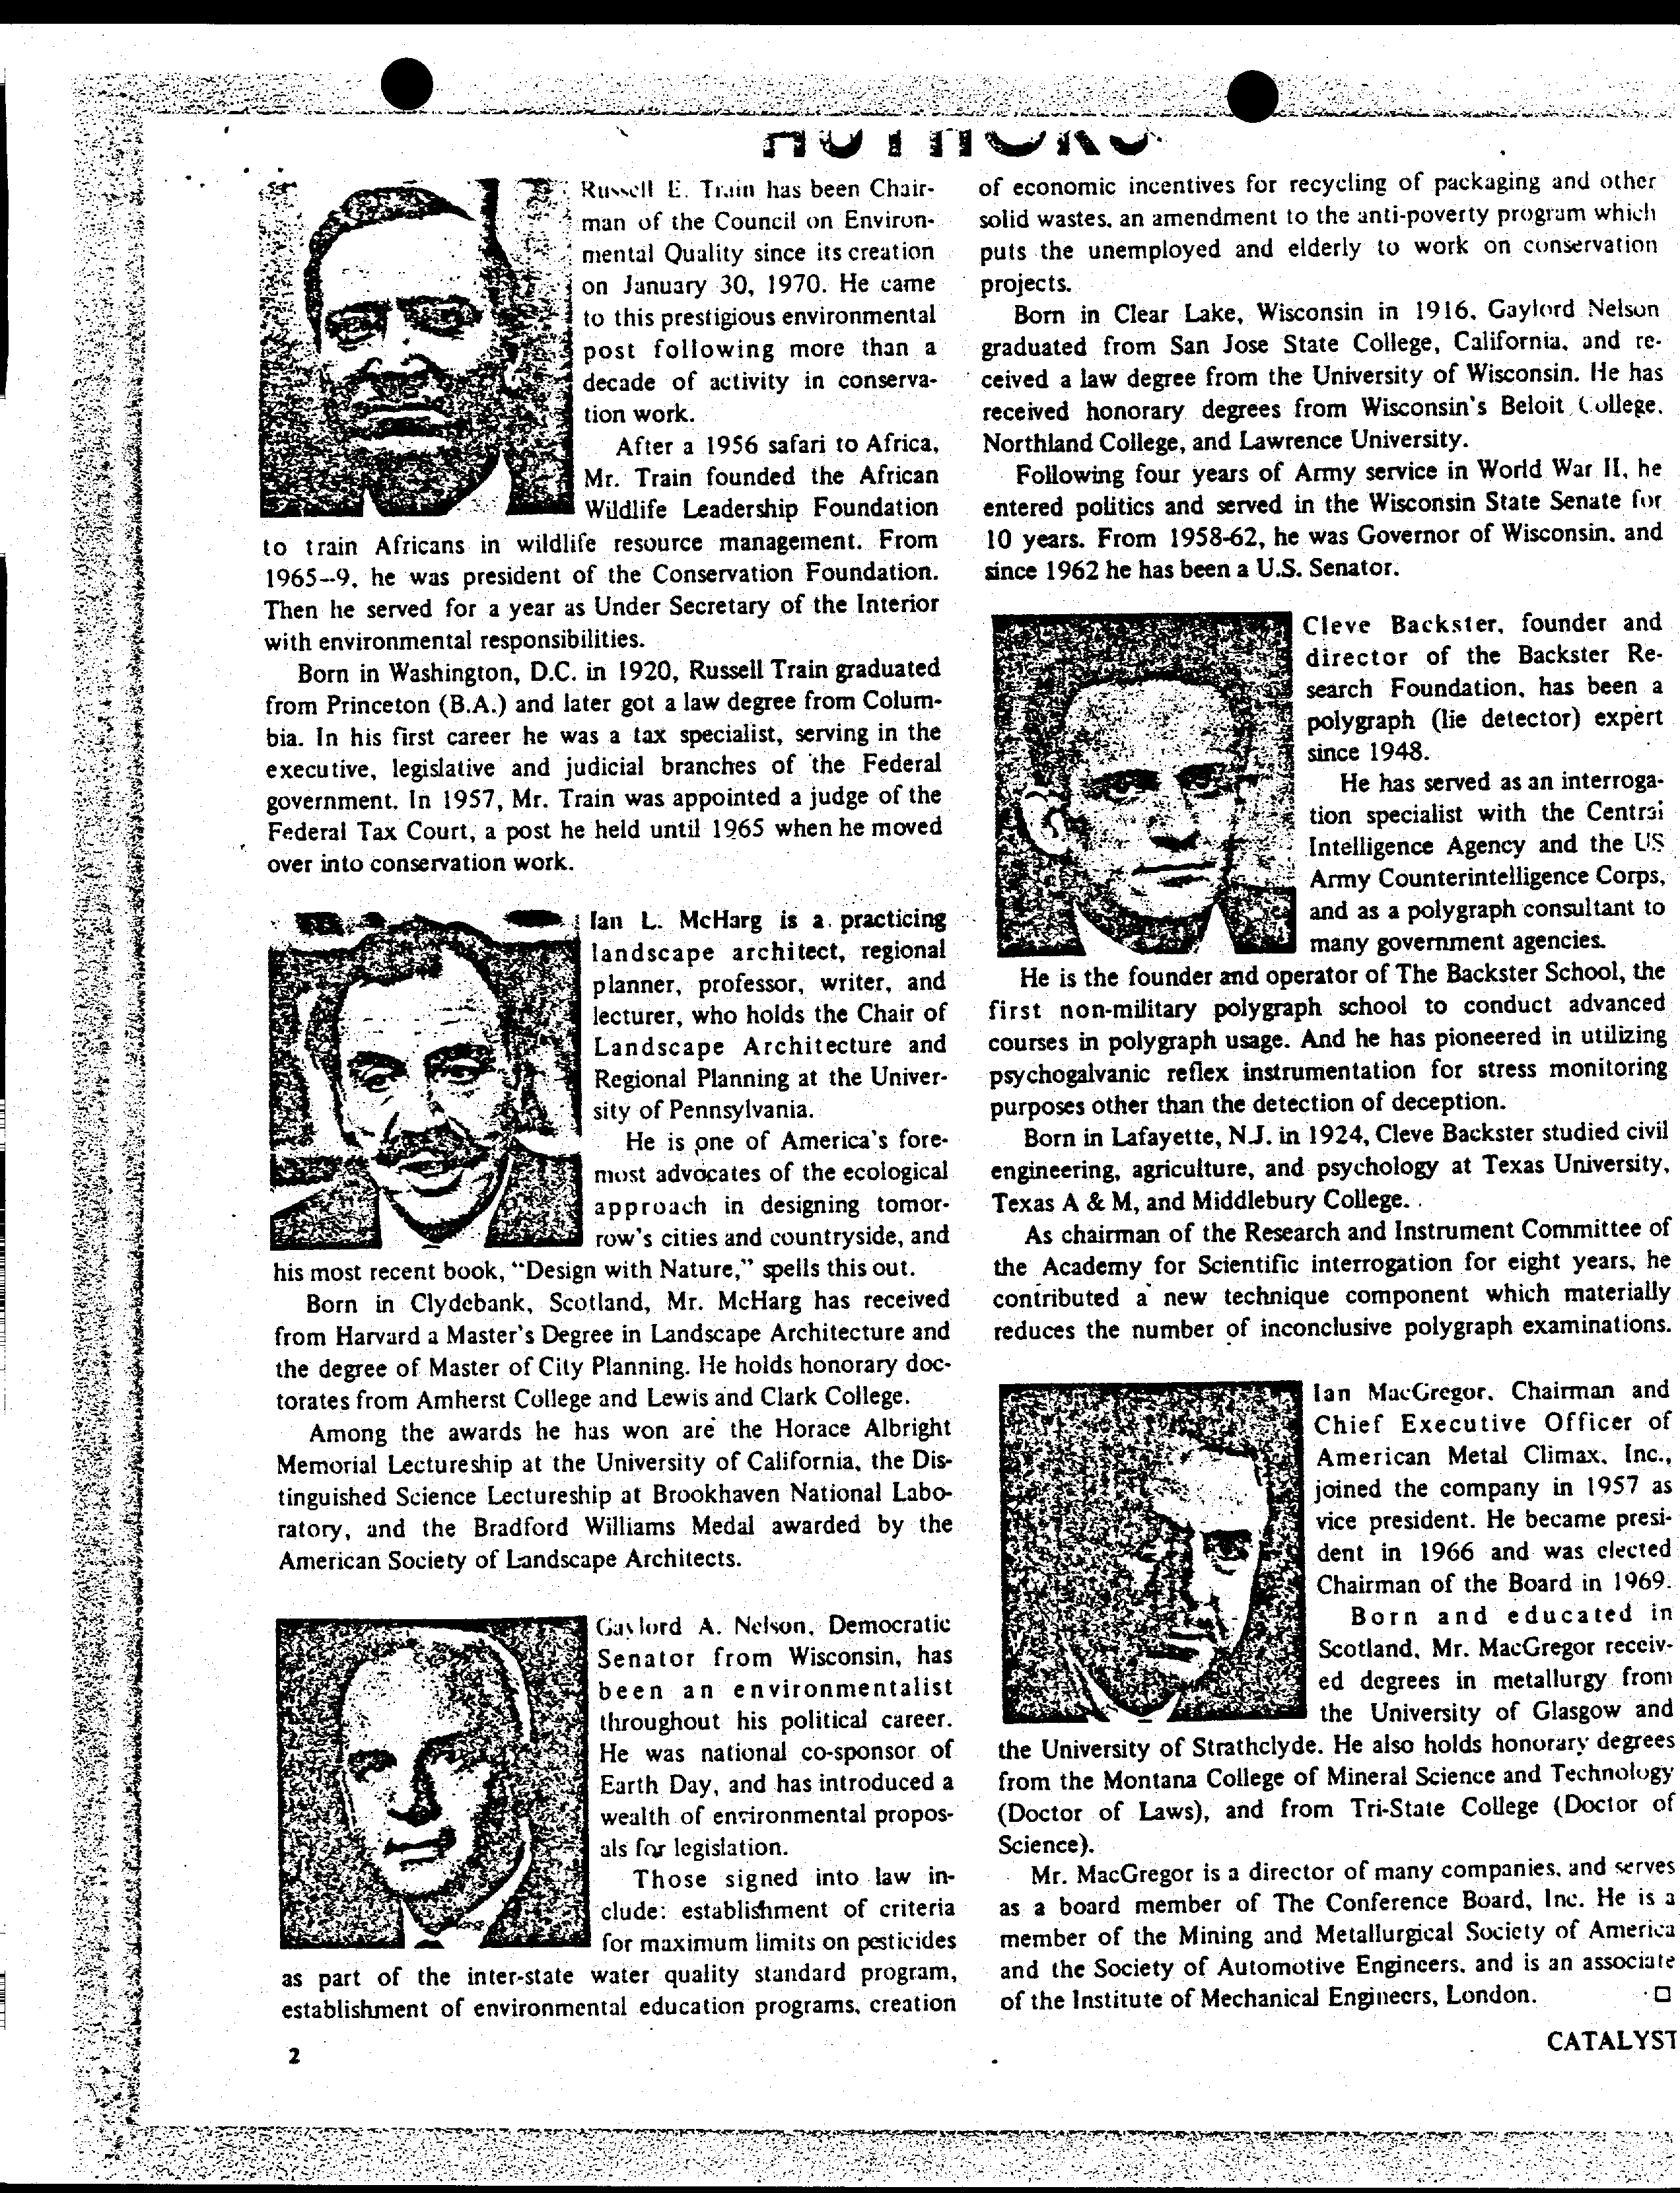 AUTHORS
Russell E. Train has been Chair-
man of the Council on Environ-
mental Quality since its creation
on January 30, 1970. He came
to this prestigious environmental
post following more than a
decade of activity in conserva-
tion work.
After a 1956 safari to Africa,
Mr. Train founded the African
Wildlife Leadership Foundation
to train Africans in wildlife resource management. From
1965--9, he was president of the Conservation Foundation.
Then he served for a year as Under Secretary of the Interior
with environmental responsibilities.
Born in Washington, D.C. in 1920, Russell Train graduated
from Princeton (B.A.) and later got a law degree from Colum-
bia. In his first career he was a tax specialist, serving in the
executive, legislative and judicial branches of the Federal
government. In 1957, Mr. Train was appointed a judge of the
Federal Tax Court, a post he held until 1965 when he moved
over into conservation work.
Ian L. McHarg is a practicing
landscape architect, regional
planner, professor, writer, and
lecturer, who holds the Chair of
Landscape Architecture and
Regional Planning at the Univer-
sity of Pennsylvania.
He is one of America's fore-
most advocates of the ecological
approach in designing tomor-
row's cities and countryside, and
his most recent book, "Design with Nature," spells this out.
Born in Clydebank, Scotland, Mr. McHarg has received
from Harvard a Master's Degree in Landscape Architecture and
the degree of Master of City Planning. He holds honorary doc-
torates from Amherst College and Lewis and Clark College.
Among the awards he has won are the Horace Albright
Memorial Lectureship at the University of California, the Dis-
tinguished Science Lectureship at Brookhaven National Labo-
ratory, and the Bradford Williams Medal awarded by the
American Society of Landscape Architects.
Gaylord A. Nelson, Democratic
Senator from Wisconsin, has
been an environmentalist
throughout his political career.
He was national co-sponsor of
Earth Day, and has introduced a
wealth of environmental propos-
als for legislation.
Those signed into law in-
clude: establishment of criteria
for maximum limits on pesticides
as part of the inter-state water quality standard program,
establishment of environmental education programs, creation
of economic incentives for recycling of packaging and other
solid wastes, an amendment to the anti-poverty program which
puts the unemployed and elderly to work on conservation
projects.
Born in Clear Lake, Wisconsin in 1916, Gaylord Nelson
graduated from San Jose State College, California, and re-
ceived a law degree from the University of Wisconsin. He has
received honorary degrees from Wisconsin's Beloit College,
Northland College, and Lawrence University.
Following four years of Army service in World War II, he
entered politics and served in the Wisconsin State Senate for
10 years. From 1958-62, he was Governor of Wisconsin, and
since 1962 he has been a U.S. Senator.
Cleve Backster, founder and
director of the Backster Re-
search Foundation, has been a
polygraph (lie detector) expert
since 1948.
He has served as an interroga-
tion specialist with the Central
Intelligence Agency and the US
Army Counterintelligence Corps,
and as a polygraph consultant to
many government agencies.
He is the founder and operator of The Backster School, the
first non-military polygraph school to conduct advanced
courses in polygraph usage. And he has pioneered in utilizing
psychogalvanic reflex instrumentation for stress monitoring
purposes other than the detection of deception.
Born in Lafayette, N.J. in 1924, Cleve Backster studied civil
engineering, agriculture, and psychology at Texas University,
Texas A & M, and Middlebury College.
As chairman of the Research and Instrument Committee of
the Academy for Scientific interrogation for eight years, he
contributed a new technique component which materially
reduces the number of inconclusive polygraph examinations.
Ian MacGregor, Chairman and
Chief Executive Officer of
American Metal Climax, Inc.,
joined the company in 1957 as
vice president. He became presi-
dent in 1966 and was elected
Chairman of the Board in 1969.
Born and educated in
Scotland, Mr. MacGregor receiv-
ed degrees in metallurgy from
the University of Glasgow and
the University of Strathclyde. He also holds honorary degrees
from the Montana College of Mineral Science and Technology
(Doctor of Laws), and from Tri-State College (Doctor of
Science).
Mr. MacGregor is a director of many companies, and serves
as a board member of The Conference Board, Inc. He is a
member of the Mining and Metallurgical Society of America
and the Society of Automotive Engineers, and is an associate
of the Institute of Mechanical Engineers, London. □
2
CATALYST